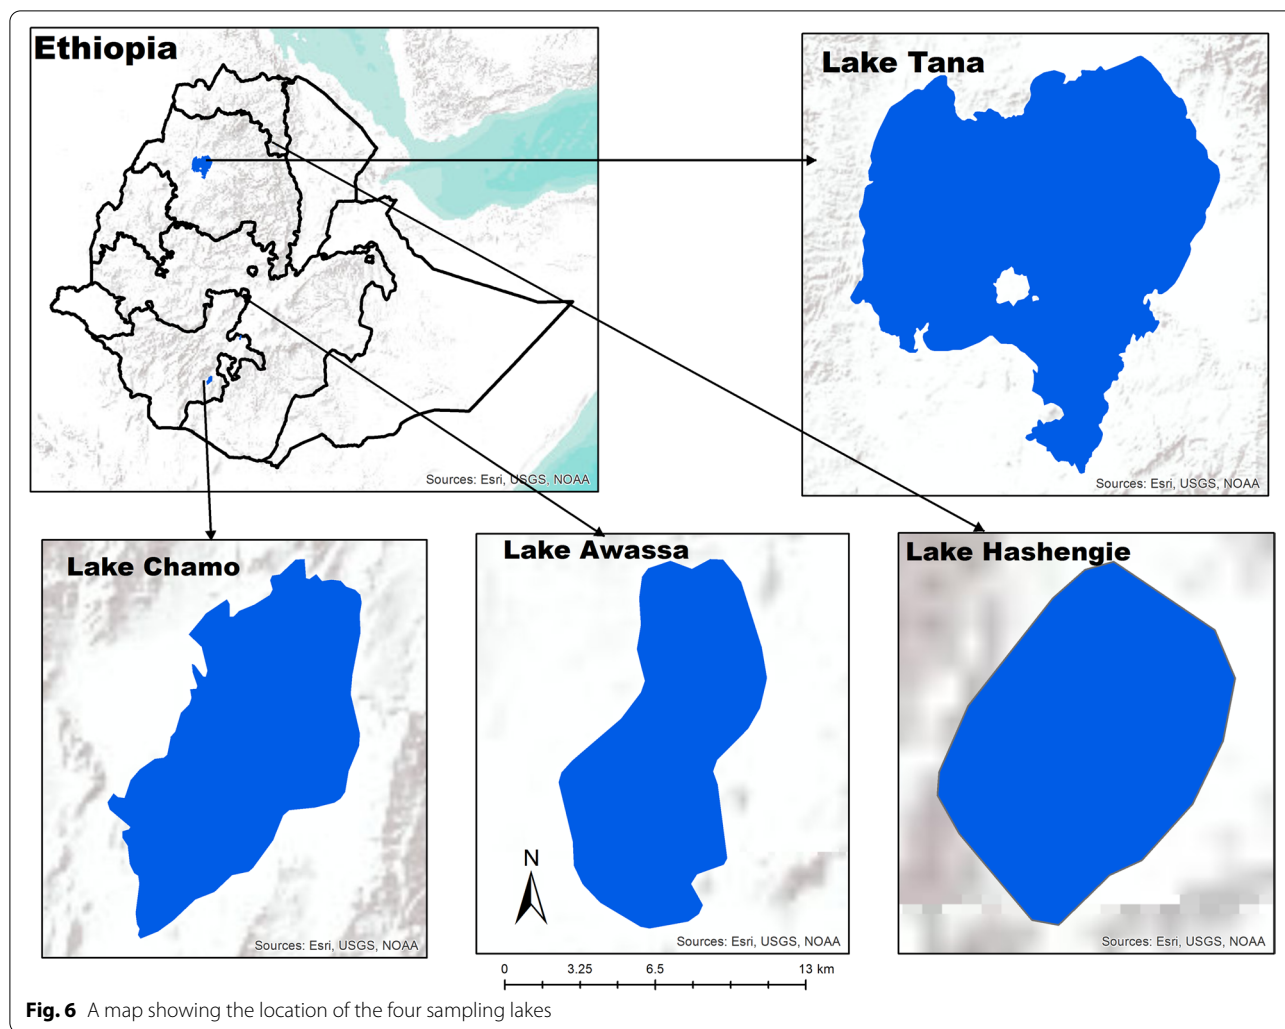 Ethiopia
Sources: Esri, USGS, NOAA
Lake Tana
Sources: Esri, USGS, NOAA
Lake Chamo
Sources: Esri, USGS, NOAA
Lake Awassa
N
Sources: Esri, USGS, NOAA
Lake Hashengie
Sources: Esri, USGS, NOAA
0 3.25 6.5 13 km
Fig. 6 A map showing the location of the four sampling lakes